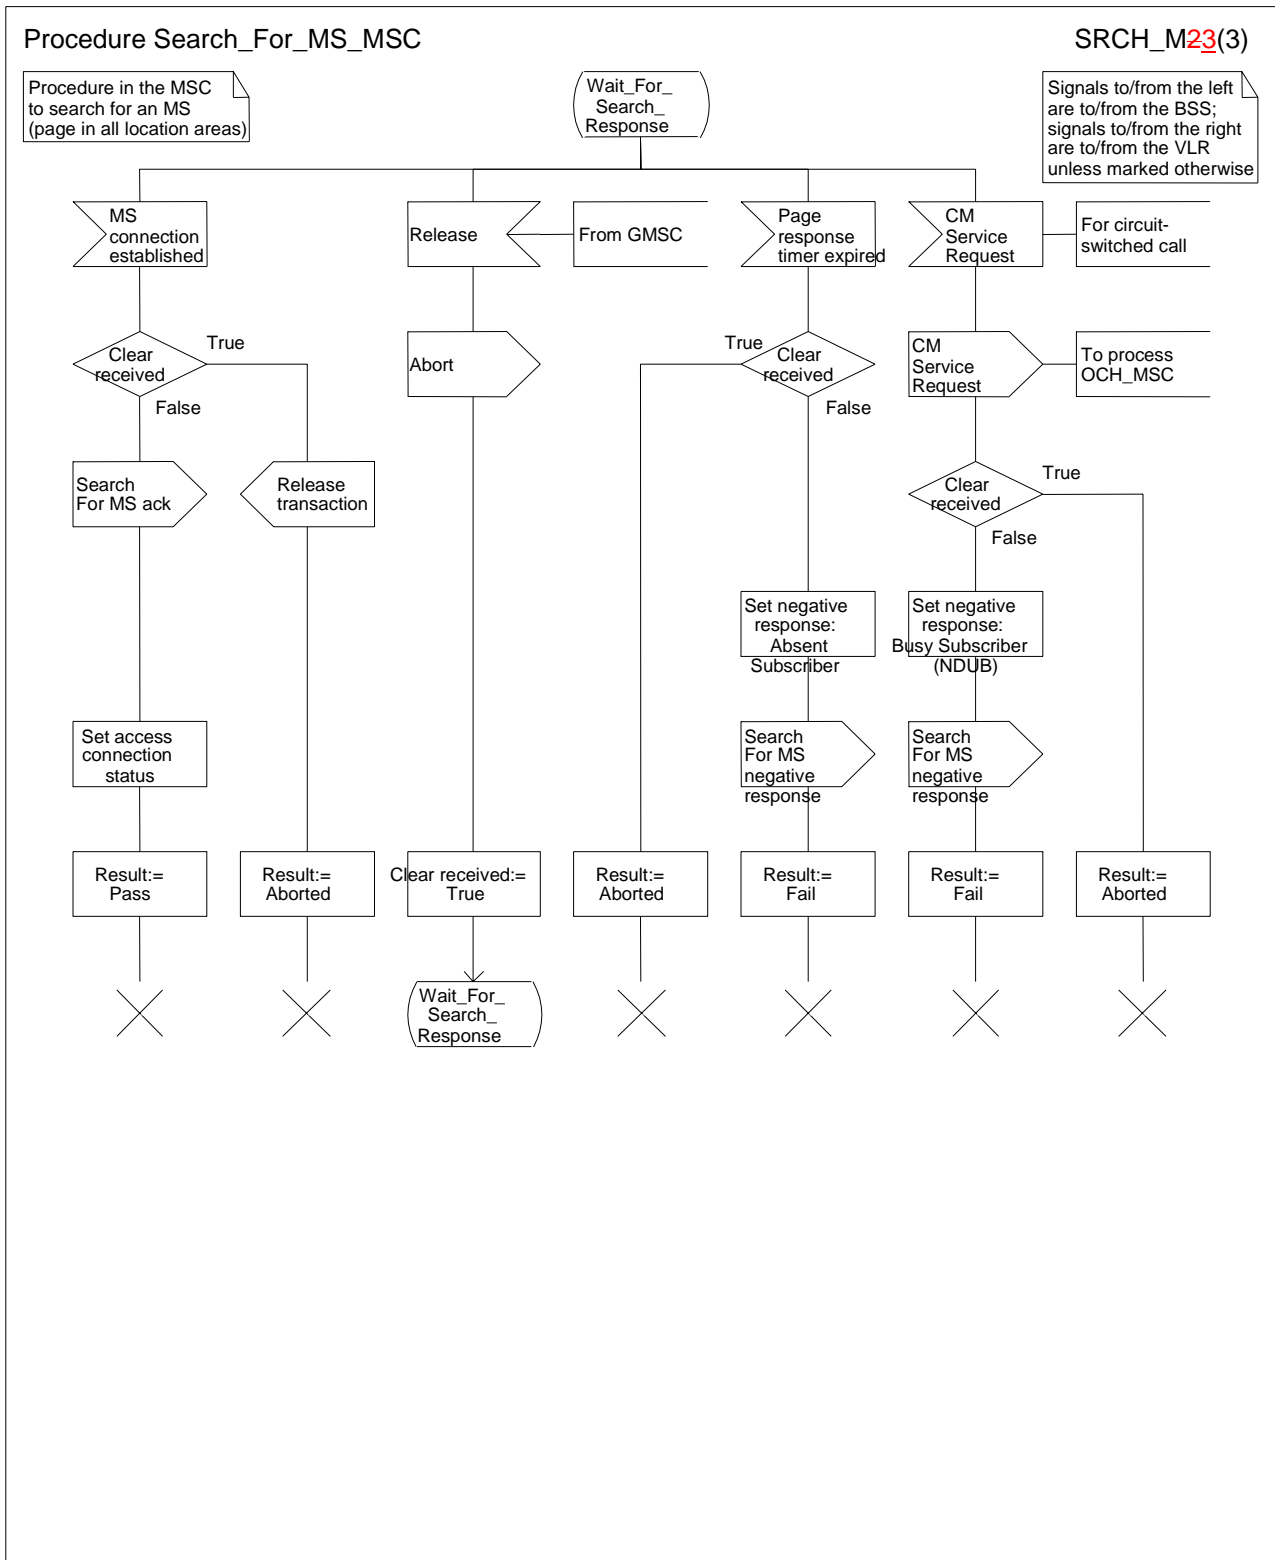 Procedure Search_For_MS_MSC
SRCH_M23(3)
Procedure in the MSC
to search for an MS
(page in all location areas)
Wait_For_
Search_
Response
Signals to/from the left
are to/from the BSS;
signals to/from the right
are to/from the VLR
unless marked otherwise
MS
connection
established
Release
From GMSC
Page
response
timer expired
CM
Service
Request
For circuit-
switched call
Clear
received
True
False
Abort
True
Clear
received
False
CM
Service
Request
To process
OCH_MSC
Search
For MS ack
Release
transaction
Clear
received
True
False
Set negative
response:
Absent
Subscriber
Set negative
response:
Busy Subscriber
(NDUB)
Set access
connection
status
Search
For MS
negative
response
Search
For MS
negative
response
Result:=
Pass
Result:=
Aborted
Clear received:=
True
Result:=
Aborted
Result:=
Fail
Result:=
Fail
Result:=
Aborted
Wait_For_
Search_
Response